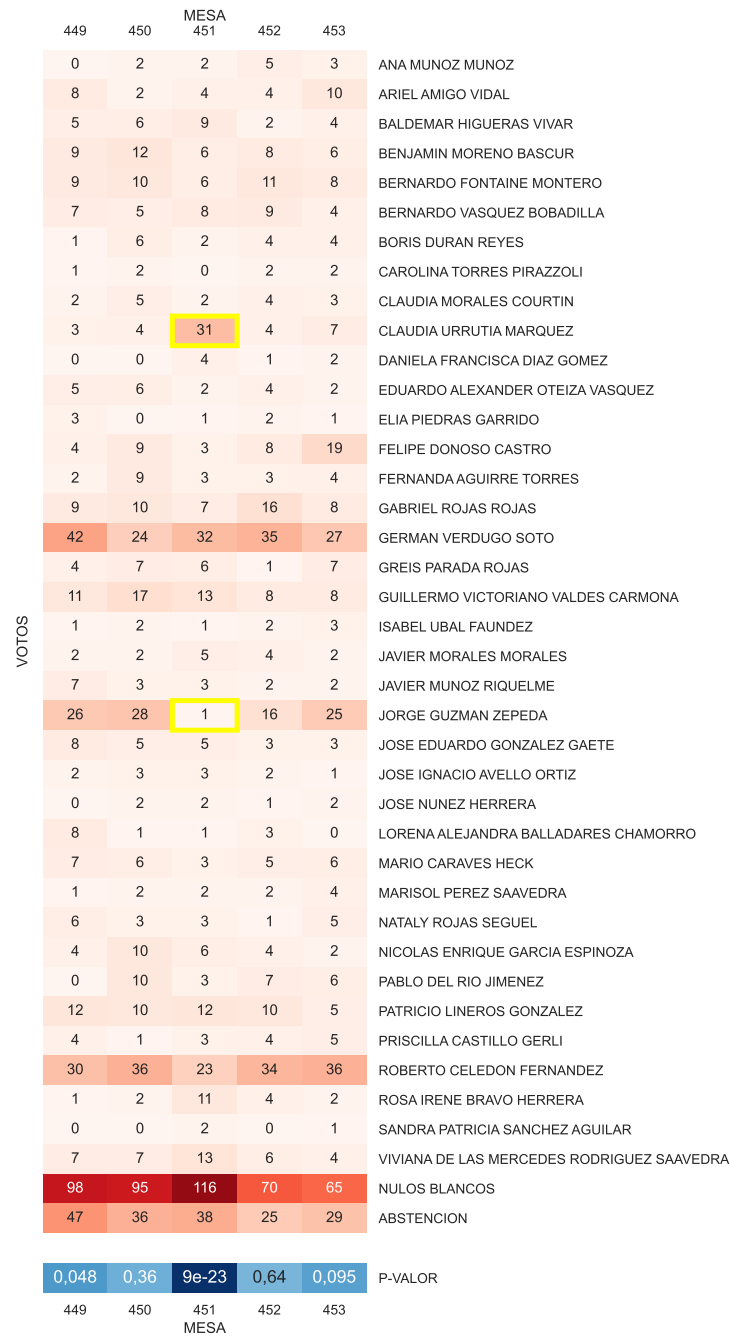 MESA
449 450 451 452 453
0 2 2 5 3 ANA MUNOZ MUNOZ
8 2 4 4 10 ARIEL AMIGO VIDAL
5 6 9 2 4 BALDEMAR HIGUERAS VIVAR
9 12 6 8 6 BENJAMIN MORENO BASCUR
9 10 6 11 8 BERNARDO FONTAINE MONTERO
7 5 8 9 4 BERNARDO VASQUEZ BOBADILLA
1 6 2 4 4 BORIS DURAN REYES
1 2 0 2 2 CAROLINA TORRES PIRAZZOLI
2 5 2 4 3 CLAUDIA MORALES COURTIN
3 4 31 4 7 CLAUDIA URRUTIA MARQUEZ
0 0 4 1 2 DANIELA FRANCISCA DIAZ GOMEZ
5 6 2 4 2 EDUARDO ALEXANDER OTEIZA VASQUEZ
3 0 1 2 1 ELIA PIEDRAS GARRIDO
4 9 3 8 19 FELIPE DONOSO CASTRO
2 9 3 3 4 FERNANDA AGUIRRE TORRES
9 10 7 16 8 GABRIEL ROJAS ROJAS
42 24 32 35 27 GERMAN VERDUGO SOTO
4 7 6 1 7 GREIS PARADA ROJAS
11 17 13 8 8 GUILLERMO VICTORIANO VALDES CARMONA
VOTOS
1 2 1 2 3 ISABEL UBAL FAUNDEZ
2 2 5 4 2 JAVIER MORALES MORALES
7 3 3 2 2 JAVIER MUNOZ RIQUELME
26 28 1 16 25 JORGE GUZMAN ZEPEDA
8 5 5 3 3 JOSE EDUARDO GONZALEZ GAETE
2 3 3 2 1 JOSE IGNACIO AVELLO ORTIZ
0 2 2 1 2 JOSE NUNEZ HERRERA
8 1 1 3 0 LORENA ALEJANDRA BALLADARES CHAMORRO
7 6 3 5 6 MARIO CARAVES HECK
1 2 2 2 4 MARISOL PEREZ SAAVEDRA
6 3 3 1 5 NATALY ROJAS SEGUEL
4 10 6 4 2 NICOLAS ENRIQUE GARCIA ESPINOZA
0 10 3 7 6 PABLO DEL RIO JIMENEZ
12 10 12 10 5 PATRICIO LINEROS GONZALEZ
4 1 3 4 5 PRISCILLA CASTILLO GERLI
30 36 23 34 36 ROBERTO CELEDON FERNANDEZ
1 2 11 4 2 ROSA IRENE BRAVO HERRERA
0 0 2 0 1 SANDRA PATRICIA SANCHEZ AGUILAR
7 7 13 6 4 VIVIANA DE LAS MERCEDES RODRIGUEZ SAAVEDRA
98 95 116 70 65 NULOS BLANCOS
47 36 38 25 29 ABSTENCION
0,048 0,36 9e-23 0,64 0,095 P-VALOR
449 450 451 452 453
MESA